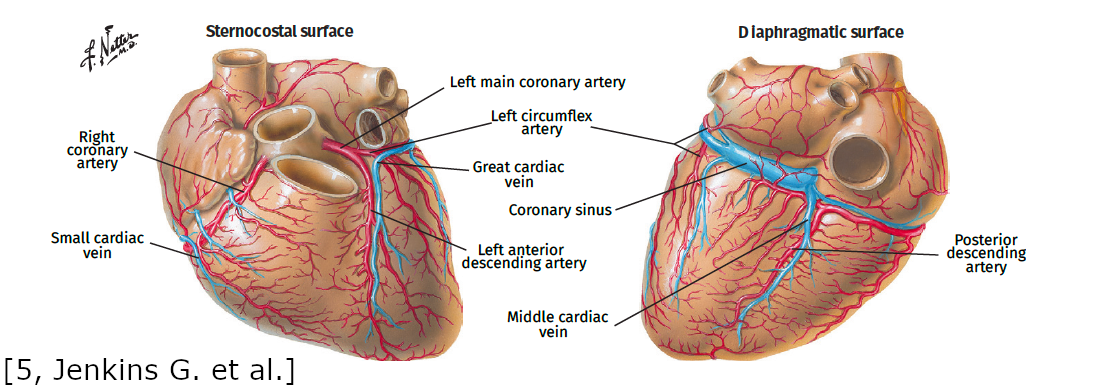 F. Netter
M.D.
Sternocostal surface
Diaphragmatic surface
Left main coronary artery
Left circumflex
artery
Right
coronary
artery
Great cardiac
vein
Coronary sinus
Small cardiac
vein
Left anterior
descending artery
Posterior
descending
artery
Middle cardiac
vein
[5, Jenkins G. et al.]